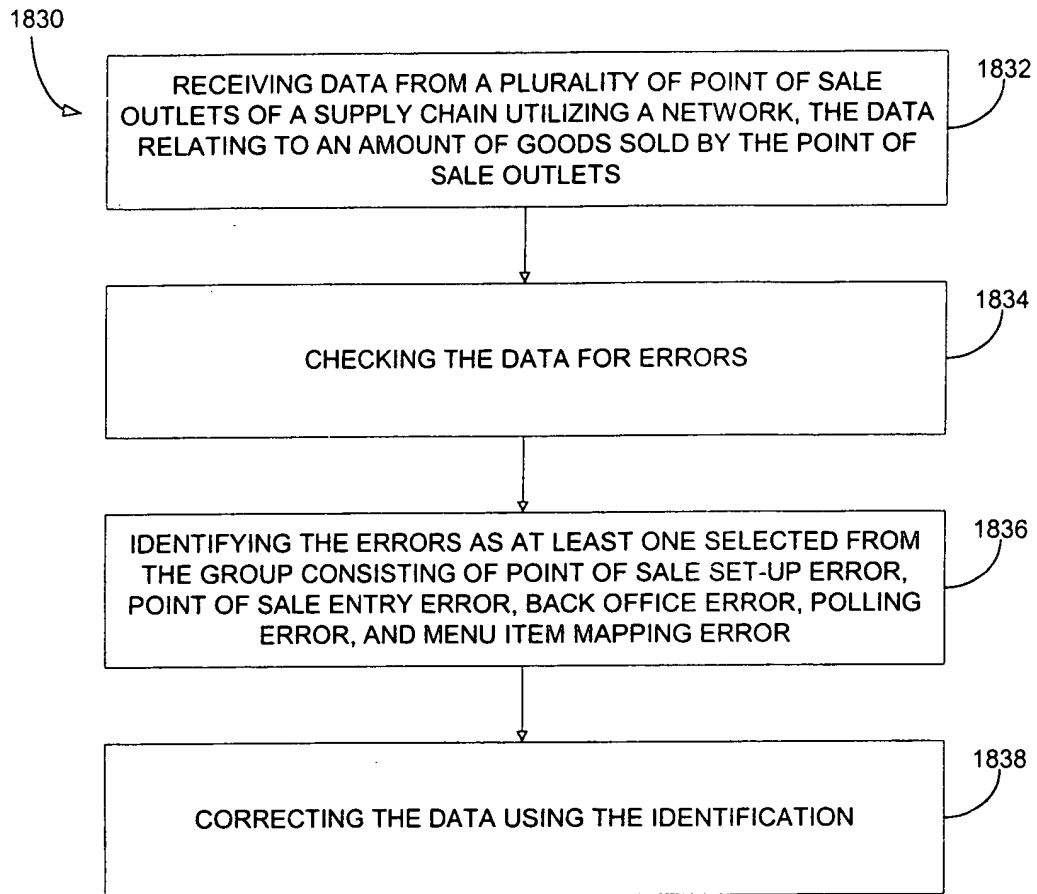 1830
RECEIVING DATA FROM A PLURALITY OF POINT OF SALE
OUTLETS OF A SUPPLY CHAIN UTILIZING A NETWORK, THE DATA
RELATING TO AN AMOUNT OF GOODS SOLD BY THE POINT OF
SALE OUTLETS
1832
CHECKING THE DATA FOR ERRORS
1834
IDENTIFYING THE ERRORS AS AT LEAST ONE SELECTED FROM
THE GROUP CONSISTING OF POINT OF SALE SET-UP ERROR,
POINT OF SALE ENTRY ERROR, BACK OFFICE ERROR, POLLING
ERROR, AND MENU ITEM MAPPING ERROR
1836
CORRECTING THE DATA USING THE IDENTIFICATION
1838